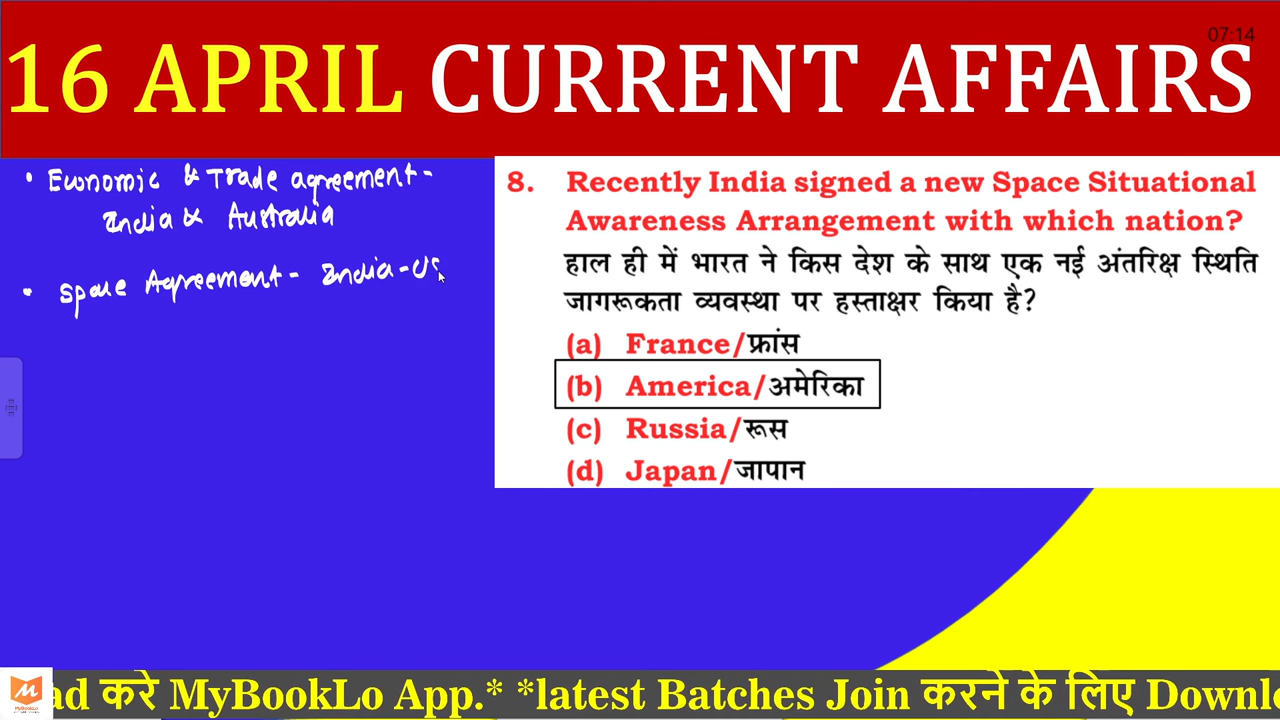 16 APRIL CURRENT AFFAIRS
07:14
• Economic & Trade agreement -
India & Australia
• Space Agreement - India-US
8. Recently India signed a new Space Situational
Awareness Arrangement with which nation?
हाल ही में भारत ने किस देश के साथ एक नई अंतरिक्ष स्थिति
जागरूकता व्यवस्था पर हस्ताक्षर किया है?
(a) France/फ्रांस
(b) America/अमेरिका
(c) Russia/रूस
(d) Japan/जापान
M
MyBookLo
ad करे MyBookLo App.* *latest Batches Join करने के लिए Downlo